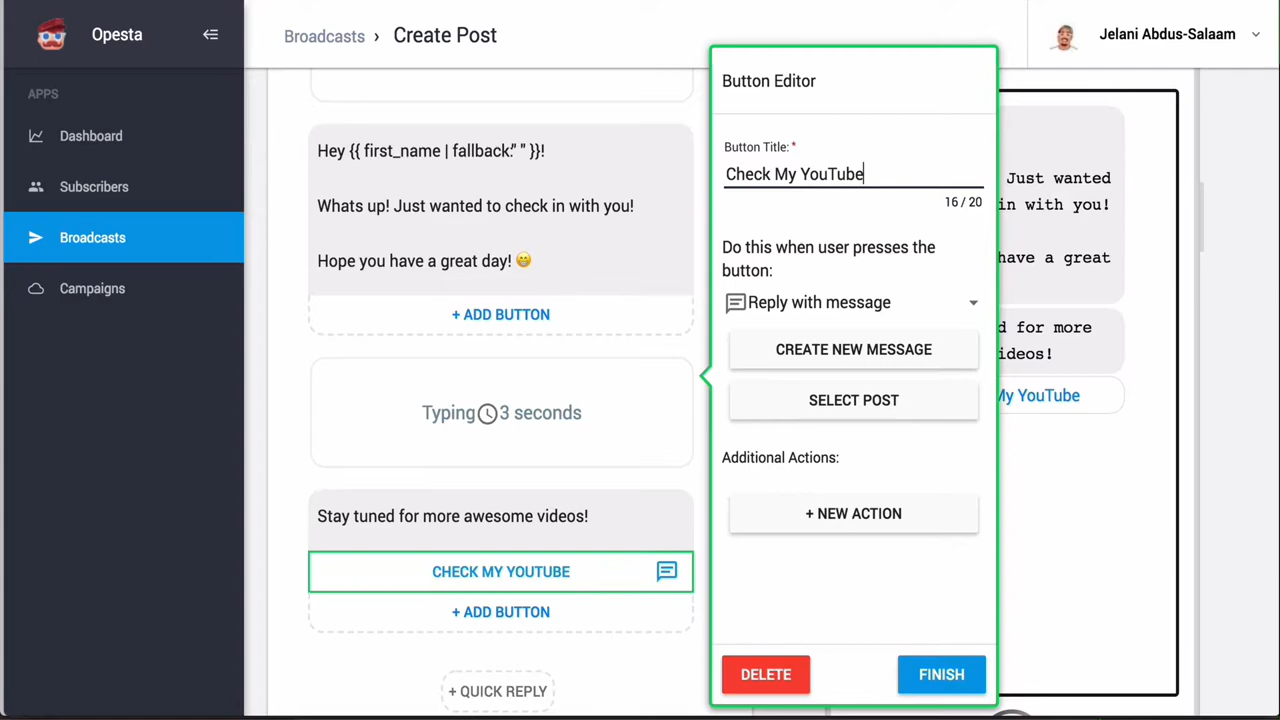 Opesta
Broadcasts › Create Post
Jelani Abdus-Salaam
APPS
Dashboard
Subscribers
Broadcasts
Campaigns
Hey {{ first_name | fallback:" " }}!
Whats up! Just wanted to check in with you!
Hope you have a great day! 😁
+ ADD BUTTON
Typing 3 seconds
Stay tuned for more awesome videos!
CHECK MY YOUTUBE
+ ADD BUTTON
+ QUICK REPLY
Button Editor
Button Title: *
Check My YouTube
16 / 20
Do this when user presses the
button:
Reply with message
CREATE NEW MESSAGE
SELECT POST
Additional Actions:
+ NEW ACTION
DELETE
FINISH
Just wanted
in with you!
have a great
d for more
ideos!
My YouTube